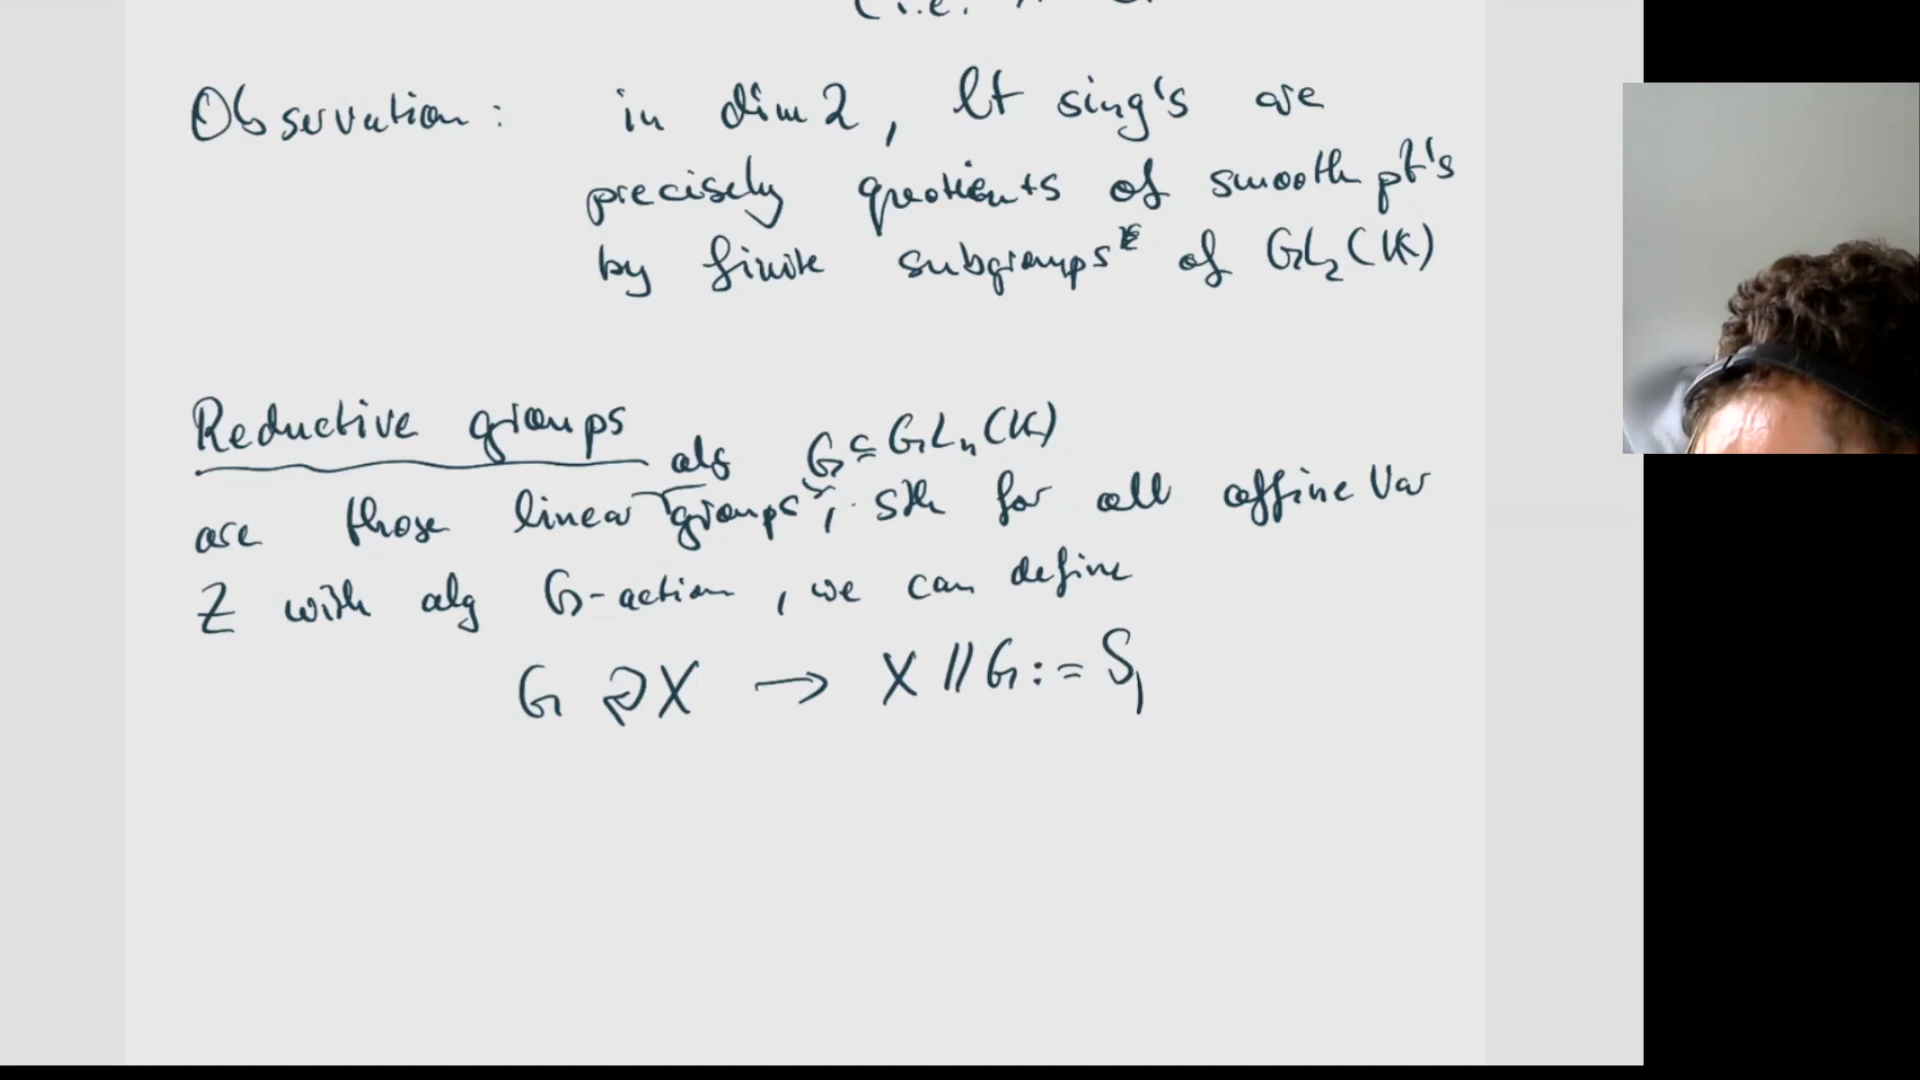 (i.e.
Observation: in dim 2, lt sing's are
precisely quotients of smooth pt's
by finite subgroups of GL₂(K)
Reductive groups
alg G ⊆ GLₙ(K)
are those linear groups, sth for all affine Var
Z with alg G-action, we can define
G ⊋ X → X // G := S